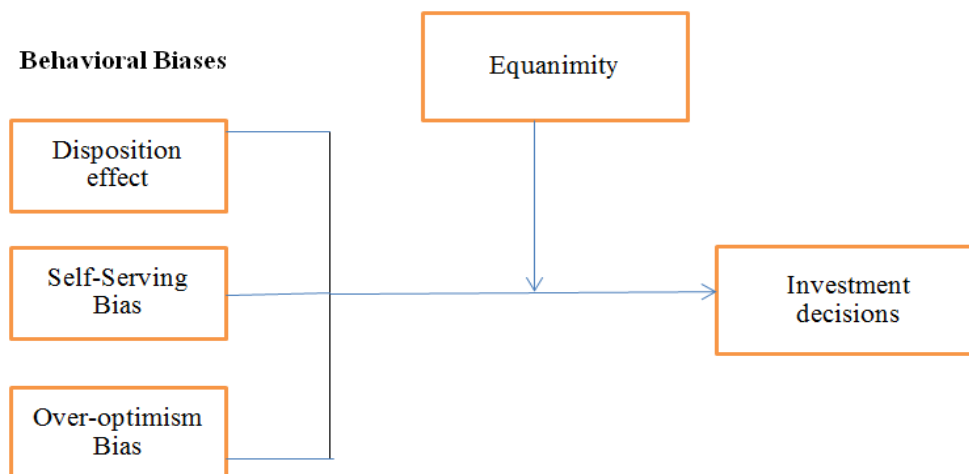 Behavioral Biases
Equanimity
Disposition
effect
Self-Serving
Bias
Investment
decisions
Over-optimism
Bias